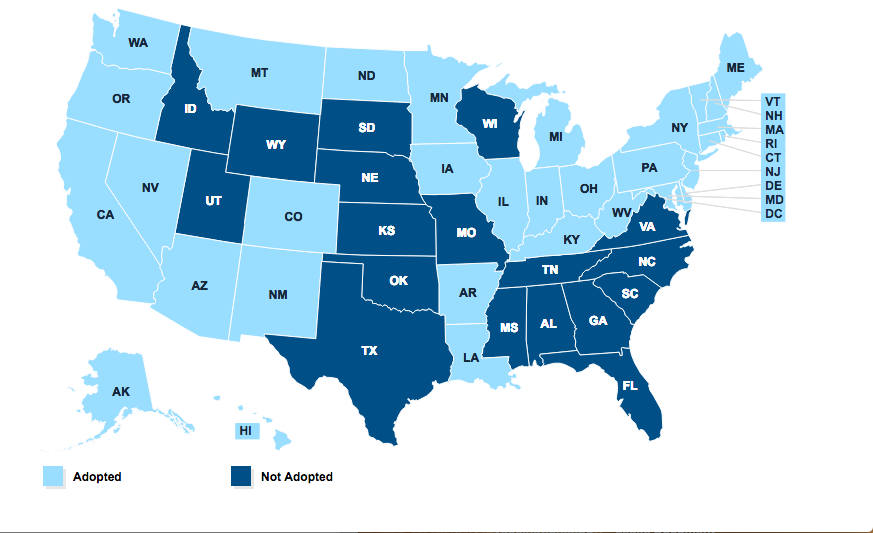 WA
MT
ND
MN
ME
OR
ID
SD
WI
MI
NY
VT
NH
MA
RI
CT
NJ
DE
MD
DC
WY
NE
IA
PA
NV
UT
CO
IL
IN
OH
CA
KS
MO
WV
VA
KY
AZ
NM
OK
AR
TN
NC
SC
TX
LA
MS
AL
GA
FL
AK
HI
Adopted
Not Adopted